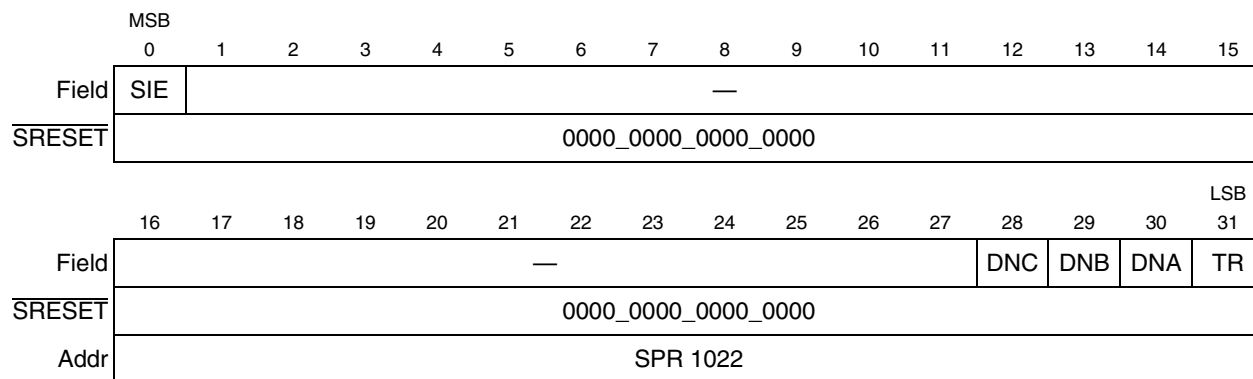 MSB
0 1 2 3 4 5 6 7 8 9 10 11 12 13 14 15
Field SIE —
SRESET 0000_0000_0000_0000
LSB
16 17 18 19 20 21 22 23 24 25 26 27 28 29 30 31
Field — DNC DNB DNA TR
SRESET 0000_0000_0000_0000
Addr SPR 1022